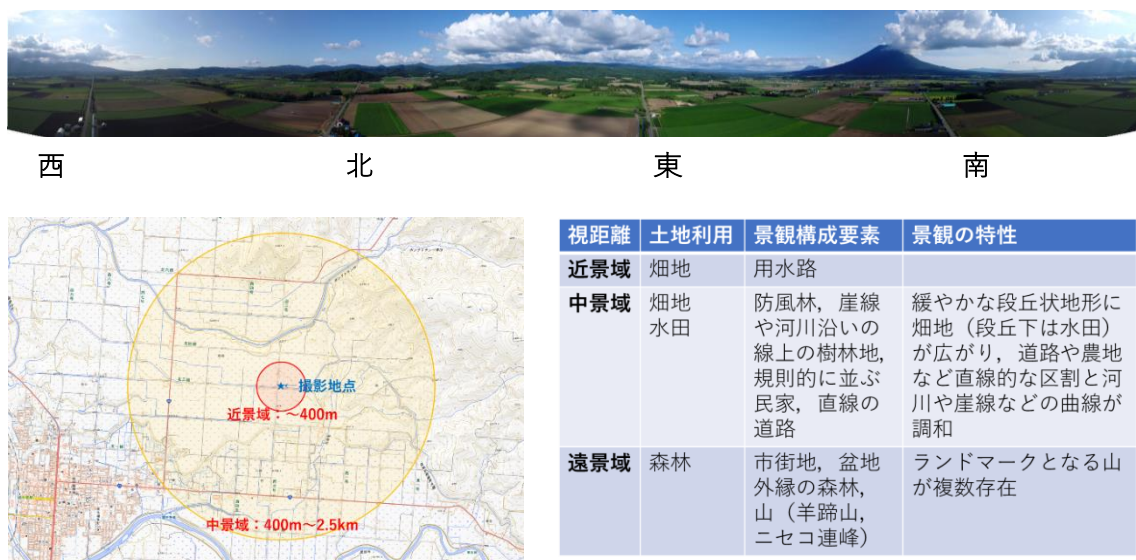 西 北 東 南
撮影地点
近景域：～400m
中景域：400m～2.5km
視距離 土地利用 景観構成要素 景観の特性
近景域 畑地 用水路
中景域 畑地
水田
防風林，崖線
や河川沿いの
線上の樹林地，
規則的に並ぶ
民家，直線の
道路
緩やかな段丘状地形に
畑地（段丘下は水田）
が広がり，道路や農地
など直線的な区割と河
川や崖線などの曲線が
調和
遠景域 森林
市街地，盆地
外縁の森林，
山（羊蹄山，
ニセコ連峰）
ランドマークとなる山
が複数存在